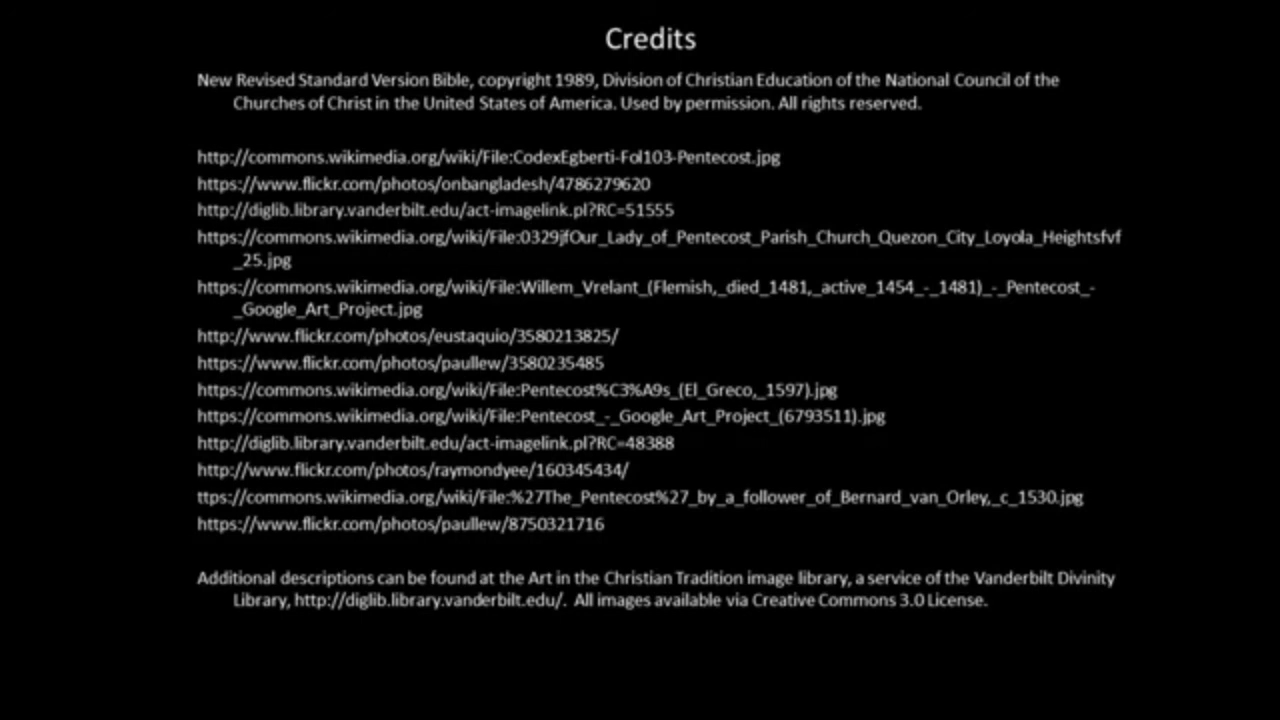 Credits
New Revised Standard Version Bible, copyright 1989, Division of Christian Education of the National Council of the
Churches of Christ in the United States of America. Used by permission. All rights reserved.
http://commons.wikimedia.org/wiki/File:CodexEgberti-Fol103-Pentecost.jpg
https://www.flickr.com/photos/onbangladesh/4786279620
http://diglib.library.vanderbilt.edu/act-imagelink.pl?RC=51555
https://commons.wikimedia.org/wiki/File:0329jfOur_Lady_of_Pentecost_Parish_Church_Quezon_City_Loyola_Heightsfvf
_25.jpg
https://commons.wikimedia.org/wiki/File:Willem_Vrelant_(Flemish,_died_1481,_active_1454_-_1481)_-_Pentecost_-
_Google_Art_Project.jpg
http://www.flickr.com/photos/eustaquio/3580213825/
https://www.flickr.com/photos/paullew/3580235485
https://commons.wikimedia.org/wiki/File:Pentecost%C3%A9s_(El_Greco,_1597).jpg
https://commons.wikimedia.org/wiki/File:Pentecost_-_Google_Art_Project_(6793511).jpg
http://diglib.library.vanderbilt.edu/act-imagelink.pl?RC=48388
http://www.flickr.com/photos/raymondyee/160345434/
ttps://commons.wikimedia.org/wiki/File:%27The_Pentecost%27_by_a_follower_of_Bernard_van_Orley,_c_1530.jpg
https://www.flickr.com/photos/paullew/8750321716
Additional descriptions can be found at the Art in the Christian Tradition image library, a service of the Vanderbilt Divinity
Library, http://diglib.library.vanderbilt.edu/. All images available via Creative Commons 3.0 License.